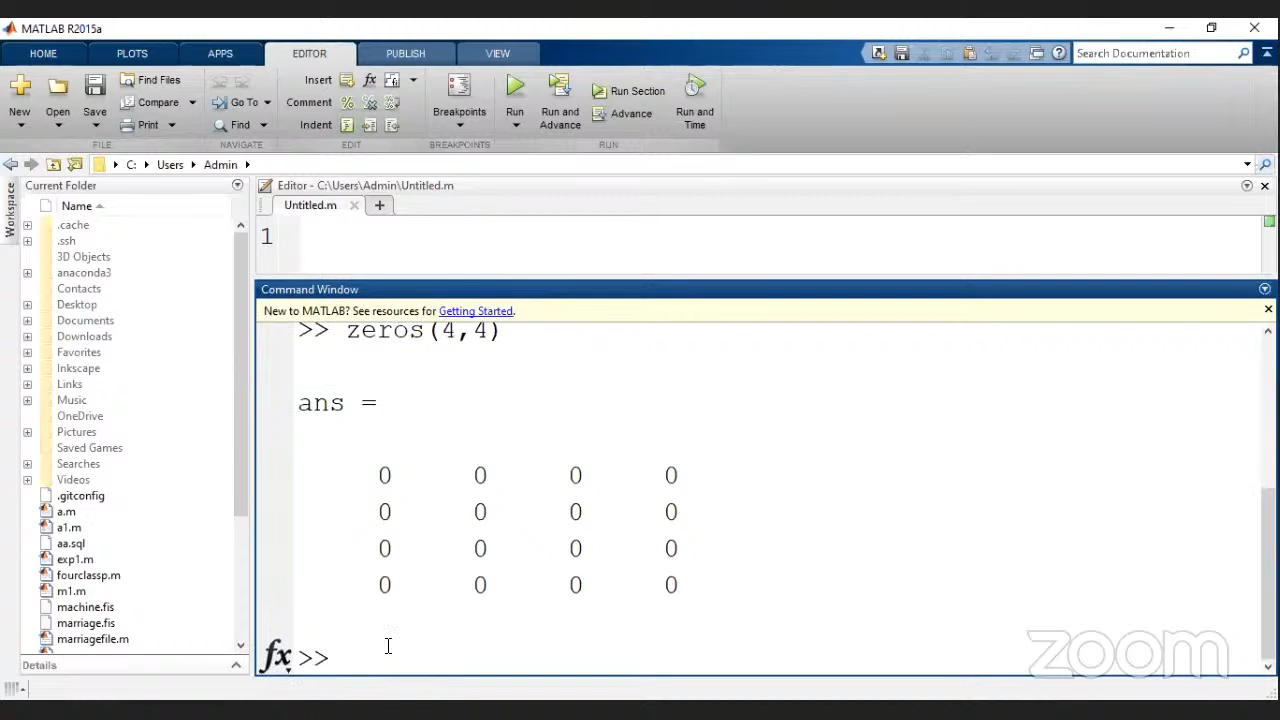 MATLAB R2015a
HOME PLOTS APPS EDITOR PUBLISH VIEW Search Documentation
New Open Save Find Files Compare Print Go To Find
Insert fx Comment Indent
Breakpoints Run Run and Advance Run Section Advance Run and Time
FILE NAVIGATE EDIT BREAKPOINTS RUN
C: Users Admin
Workspace
Current Folder
Name
.cache
.ssh
3D Objects
anaconda3
Contacts
Desktop
Documents
Downloads
Favorites
Inkscape
Links
Music
OneDrive
Pictures
Saved Games
Searches
Videos
.gitconfig
a.m
a1.m
aa.sql
exp1.m
fourclassp.m
m1.m
machine.fis
marriage.fis
marriagefile.m
Details
Editor - C:\Users\Admin\Untitled.m
Untitled.m
1
Command Window
New to MATLAB? See resources for Getting Started.
>> zeros(4,4)
ans =
0 0 0 0
0 0 0 0
0 0 0 0
0 0 0 0
fx >>
zoom